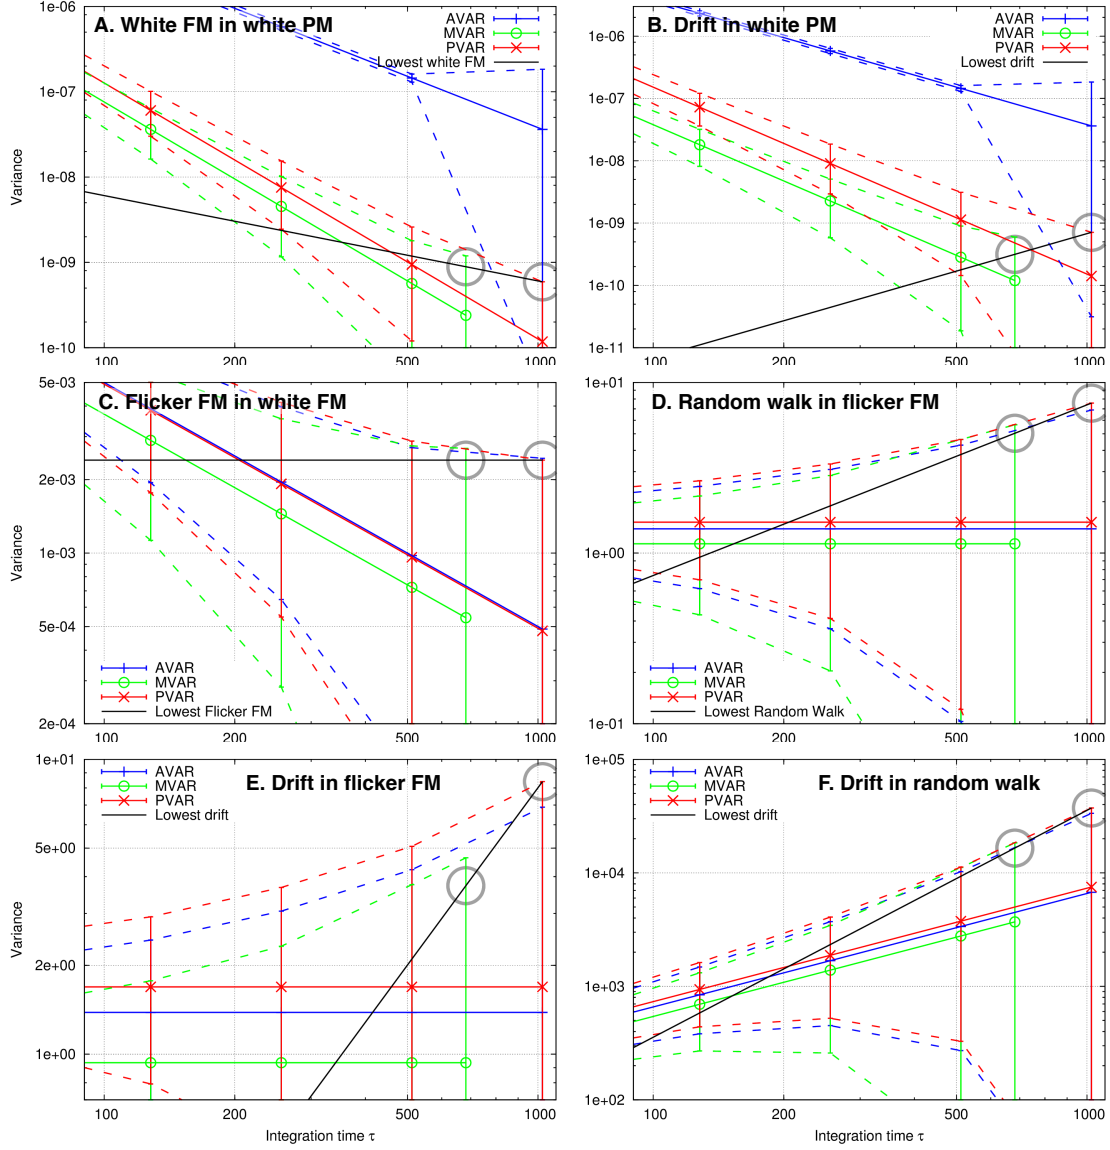 A. White FM in white PM
AVAR
MVAR
PVAR
Lowest white FM
Variance
1e-06
1e-07
1e-08
1e-09
1e-10
100
200
500
1000
B. Drift in white PM
AVAR
MVAR
PVAR
Lowest drift
1e-06
1e-07
1e-08
1e-09
1e-10
1e-11
100
200
500
1000
C. Flicker FM in white FM
Variance
5e-03
2e-03
1e-03
5e-04
2e-04
AVAR
MVAR
PVAR
Lowest Flicker FM
100
200
500
1000
D. Random walk in flicker FM
1e+01
1e+00
1e-01
AVAR
MVAR
PVAR
Lowest Random Walk
100
200
500
1000
E. Drift in flicker FM
AVAR
MVAR
PVAR
Lowest drift
Variance
1e+01
5e+00
2e+00
1e+00
100
200
500
1000
Integration time τ
F. Drift in random walk
AVAR
MVAR
PVAR
Lowest drift
1e+05
1e+04
1e+03
1e+02
100
200
500
1000
Integration time τ